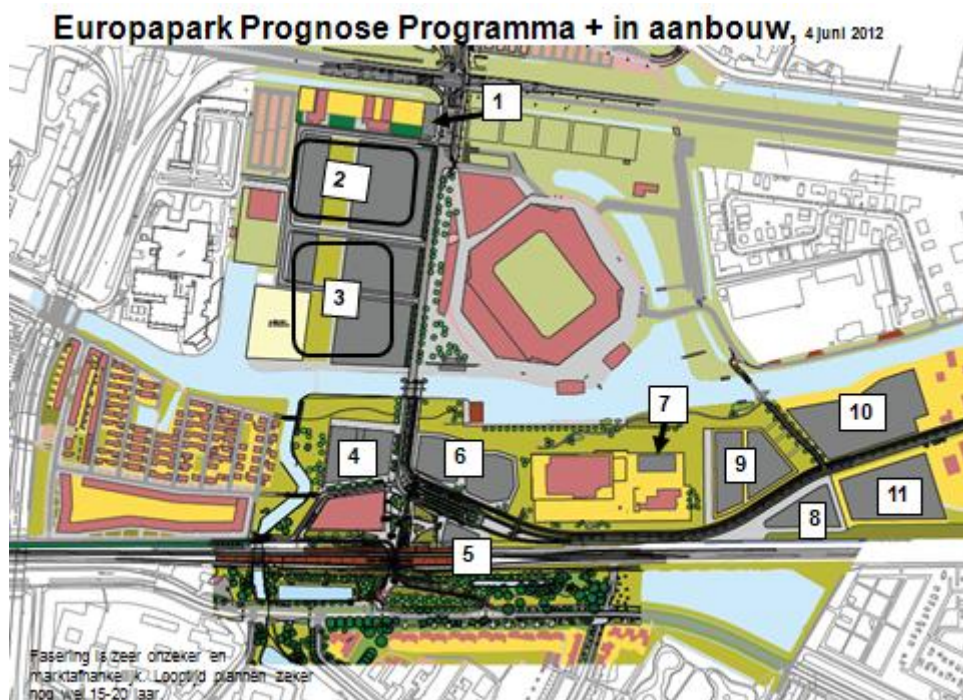 Europapark Prognose Programma + in aanbouw, 4 juni 2012
1
2
3
7
10
4
6
9
11
8
5
Fasering is zeer onzeker en
marktafhankelijk. Looptijd plannen zeker
nog wel 15-20 jaar